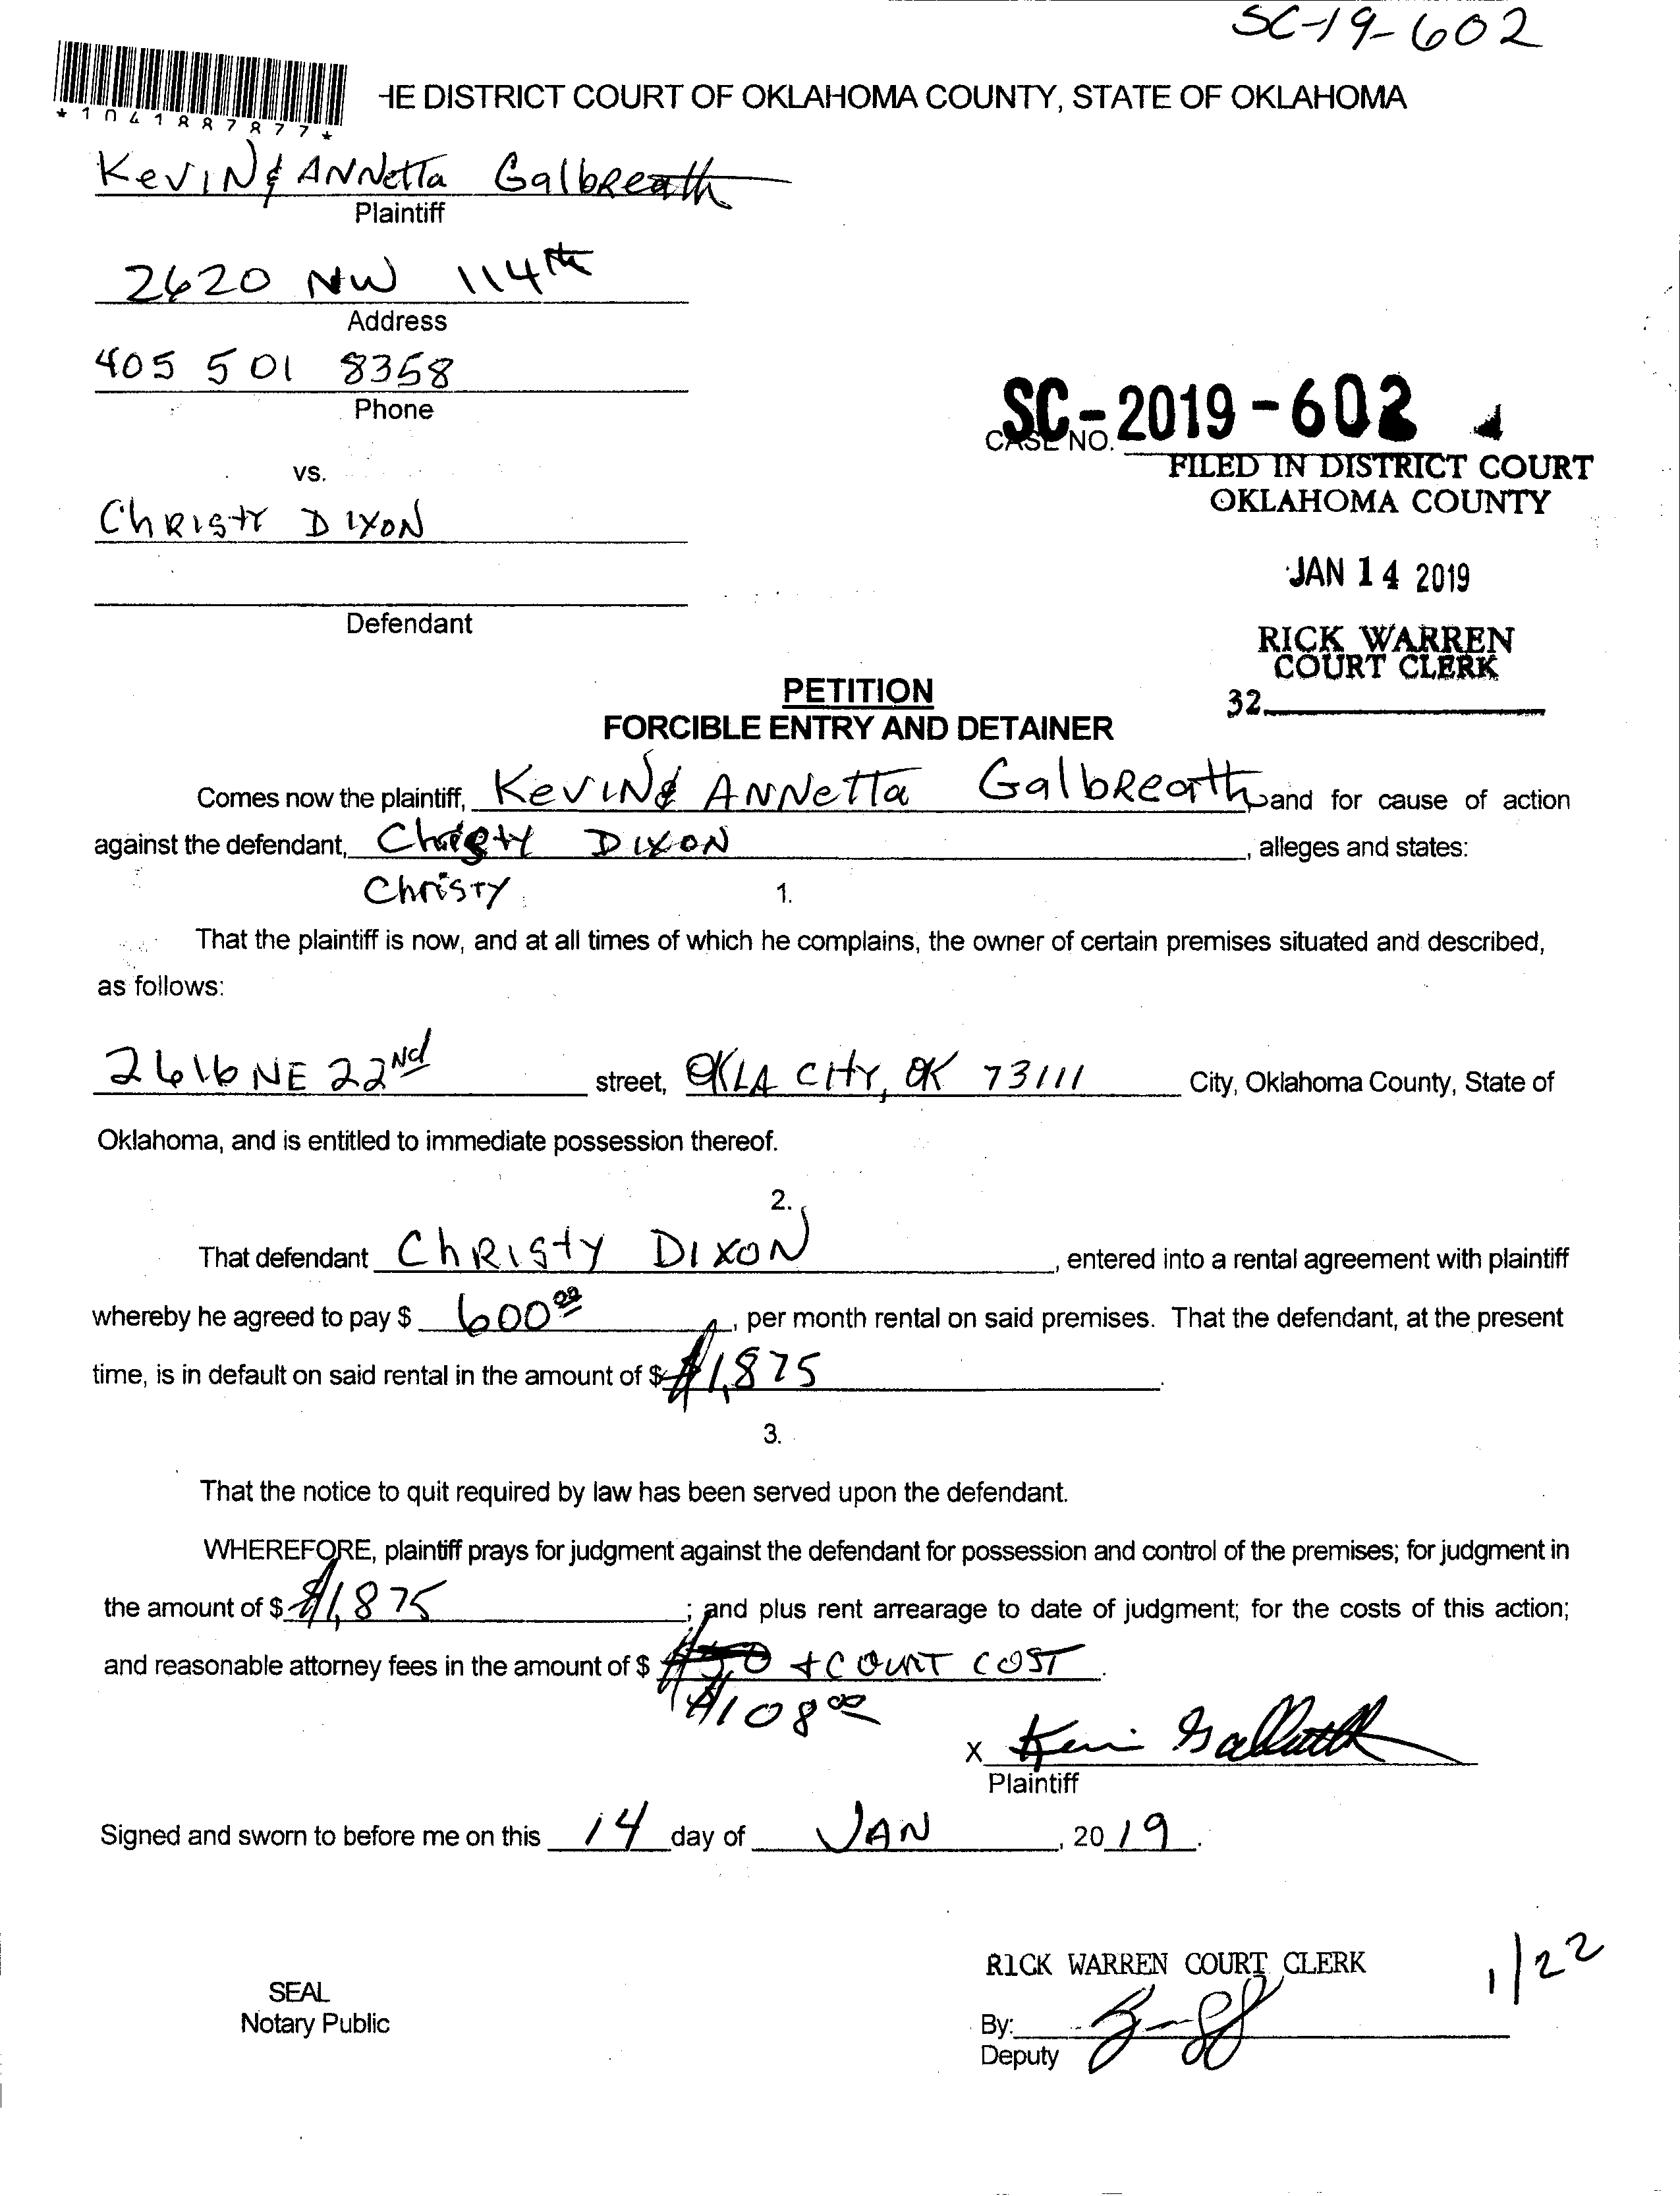 SC-19-602
*1041887877*
HE DISTRICT COURT OF OKLAHOMA COUNTY, STATE OF OKLAHOMA
KeVIN & ANNetta Galbreath
Plaintiff
2620 NW 114th
Address
405 501 8358
Phone
SC-2019-602
CASE NO.
vs.
FILED IN DISTRICT COURT
OKLAHOMA COUNTY
Christy DIXON
JAN 14 2019
Defendant
RICK WARREN
COURT CLERK
32
PETITION
FORCIBLE ENTRY AND DETAINER
Comes now the plaintiff, KeVIN & ANNetta Galbreath and for cause of action
against the defendant, Christy DIXON, alleges and states:
Christy
1.
That the plaintiff is now, and at all times of which he complains, the owner of certain premises situated and described,
as follows:
2616 NE 22Nd street, OKLA City, OK 73111 City, Oklahoma County, State of
Oklahoma, and is entitled to immediate possession thereof.
2.
That defendant Christy DIXON, entered into a rental agreement with plaintiff
whereby he agreed to pay $ 600 00, per month rental on said premises. That the defendant, at the present
time, is in default on said rental in the amount of $ $1,875.
3.
That the notice to quit required by law has been served upon the defendant.
WHEREFORE, plaintiff prays for judgment against the defendant for possession and control of the premises; for judgment in
the amount of $ $1,875; and plus rent arrearage to date of judgment; for the costs of this action;
and reasonable attorney fees in the amount of $ $50 + COURT COST.
$108 00
x Kevin Galbreath
Plaintiff
Signed and sworn to before me on this 14 day of JAN, 2019.
RICK WARREN COURT CLERK
1/22
SEAL
Notary Public
By:
Deputy